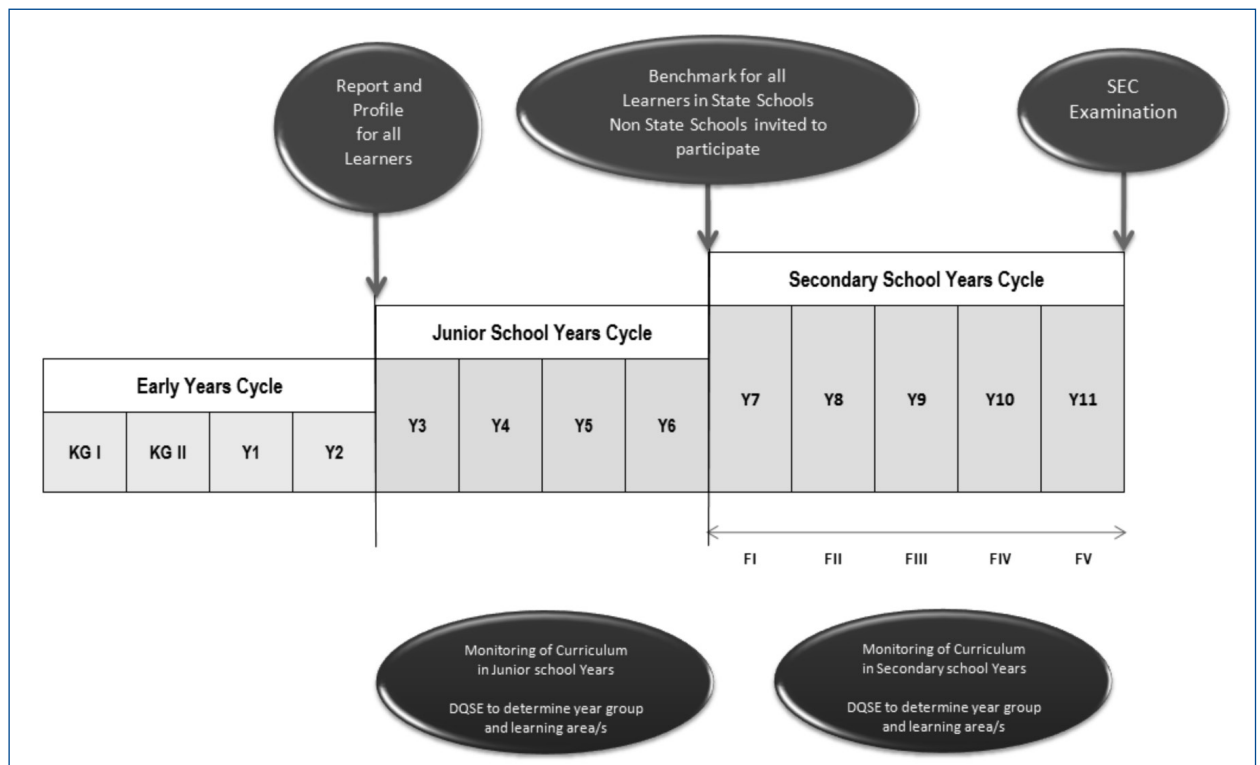 Report and
Profile
for all
Learners
Benchmark for all
Learners in State Schools
Non State Schools invited to
participate
SEC
Examination
Secondary School Years Cycle
Junior School Years Cycle
Early Years Cycle
KG I
KG II
Y1
Y2
Y3
Y4
Y5
Y6
Y7
Y8
Y9
Y10
Y11
FI
FII
FIII
FIV
FV
Monitoring of Curriculum
in Junior school Years
DQSE to determine year group
and learning area/s
Monitoring of Curriculum
in Secondary school Years
DQSE to determine year group
and learning area/s